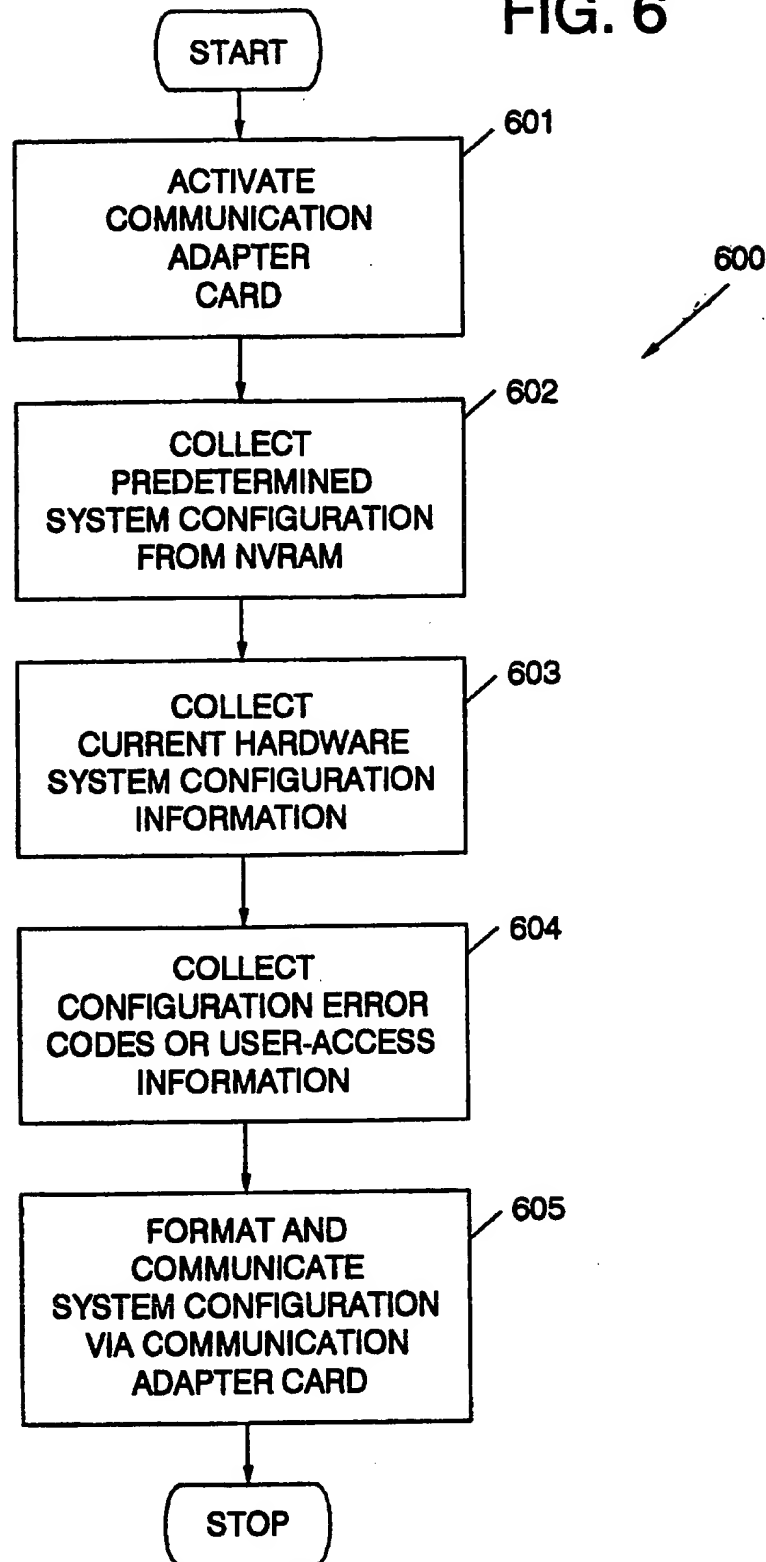 FIG. 6
START
601
ACTIVATE
COMMUNICATION
ADAPTER
CARD
600
602
COLLECT
PREDETERMINED
SYSTEM CONFIGURATION
FROM NVRAM
603
COLLECT
CURRENT HARDWARE
SYSTEM CONFIGURATION
INFORMATION
604
COLLECT
CONFIGURATION ERROR
CODES OR USER-ACCESS
INFORMATION
605
FORMAT AND
COMMUNICATE
SYSTEM CONFIGURATION
VIA COMMUNICATION
ADAPTER CARD
STOP